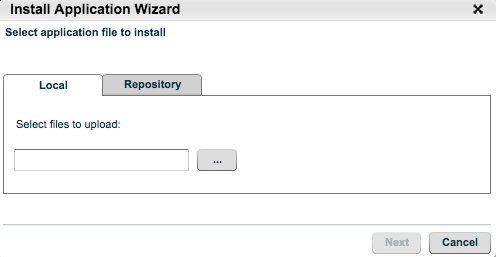 Install Application Wizard
Select application file to install
Local Repository
Select files to upload:
...
Next Cancel